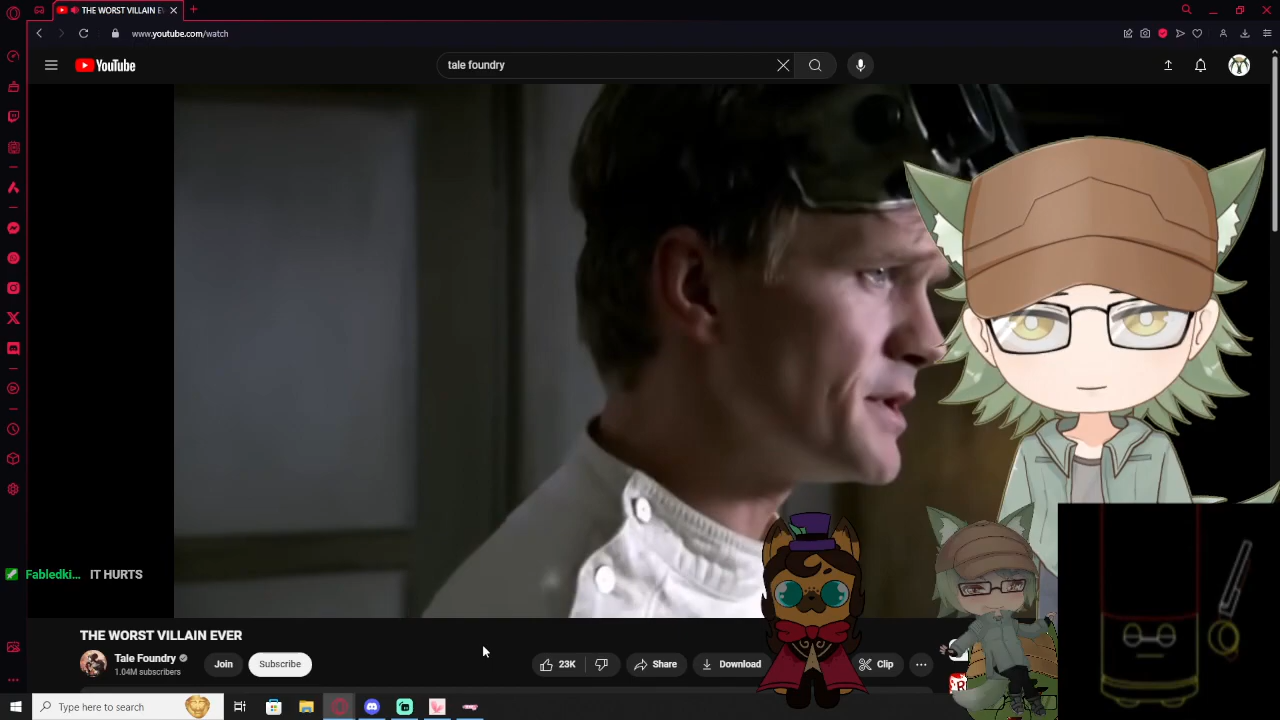 THE WORST VILLAIN E
www.youtube.com/watch
YouTube
tale foundry
Fabledki... IT HURTS
THE WORST VILLAIN EVER
Tale Foundry
1.04M subscribers
Join
Subscribe
23K
Share
Download
Clip
Type here to search